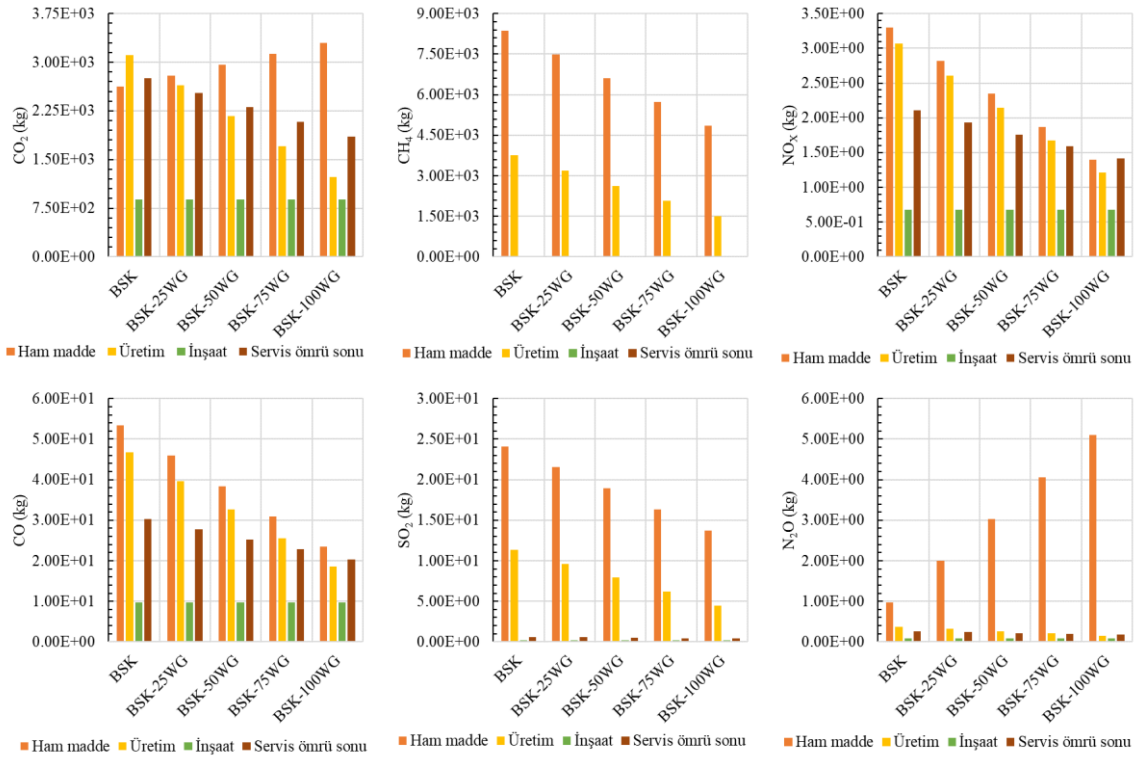 CO₂ (kg)
3.75E+03
3.00E+03
2.25E+03
1.50E+03
7.50E+02
0.00E+00
BSK
BSK-25WG
BSK-50WG
BSK-75WG
BSK-100WG
Ham madde Üretim İnşaat Servis ömrü sonu
CH₄ (kg)
9.00E+03
7.50E+03
6.00E+03
4.50E+03
3.00E+03
1.50E+03
0.00E+00
BSK
BSK-25WG
BSK-50WG
BSK-75WG
BSK-100WG
Ham madde Üretim İnşaat Servis ömrü sonu
NOₓ (kg)
3.50E+00
3.00E+00
2.50E+00
2.00E+00
1.50E+00
1.00E+00
5.00E-01
0.00E+00
BSK
BSK-25WG
BSK-50WG
BSK-75WG
BSK-100WG
Ham madde Üretim İnşaat Servis ömrü sonu
CO (kg)
6.00E+01
5.00E+01
4.00E+01
3.00E+01
2.00E+01
1.00E+01
0.00E+00
BSK
BSK-25WG
BSK-50WG
BSK-75WG
BSK-100WG
Ham madde Üretim İnşaat Servis ömrü sonu
SO₂ (kg)
3.00E+01
2.50E+01
2.00E+01
1.50E+01
1.00E+01
5.00E+00
0.00E+00
BSK
BSK-25WG
BSK-50WG
BSK-75WG
BSK-100WG
Ham madde Üretim İnşaat Servis ömrü sonu
N₂O (kg)
6.00E+00
5.00E+00
4.00E+00
3.00E+00
2.00E+00
1.00E+00
0.00E+00
BSK
BSK-25WG
BSK-50WG
BSK-75WG
BSK-100WG
Ham madde Üretim İnşaat Servis ömrü sonu